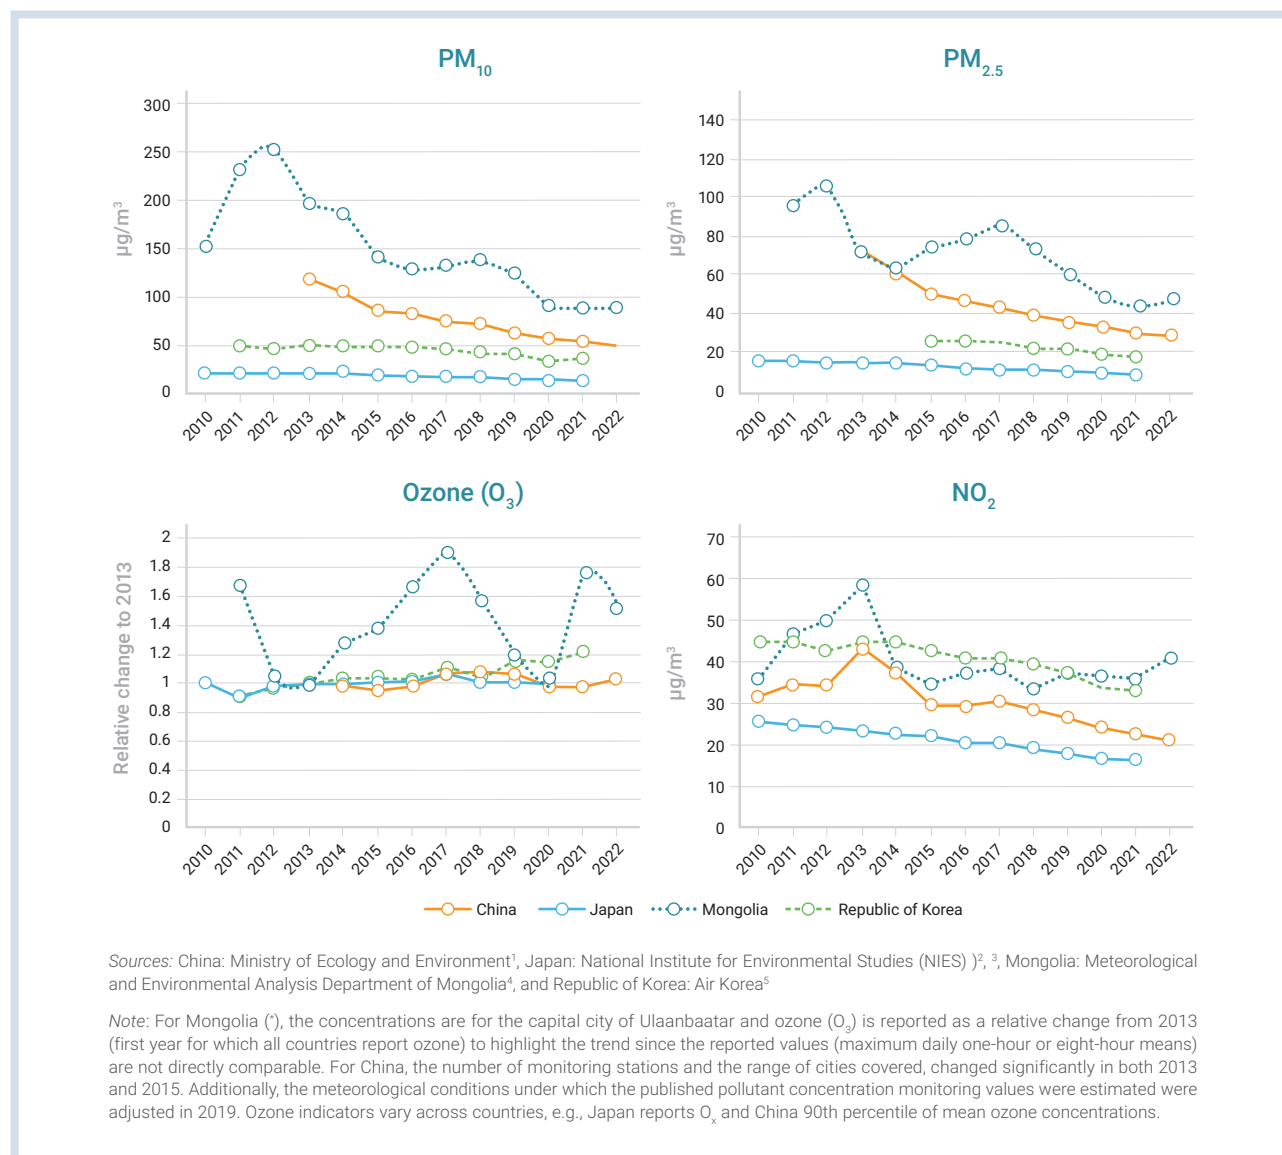 PM10
PM2.5
300
250
200
150
100
50
0
µg/m³
2010 2011 2012 2013 2014 2015 2016 2017 2018 2019 2020 2021 2022
140
120
100
80
60
40
20
0
µg/m³
2010 2011 2012 2013 2014 2015 2016 2017 2018 2019 2020 2021 2022
Ozone (O3)
NO2
2
1.8
1.6
1.4
1.2
1
0.8
0.6
0.4
0.2
0
Relative change to 2013
2010 2011 2012 2013 2014 2015 2016 2017 2018 2019 2020 2021 2022
70
60
50
40
30
20
10
0
µg/m³
2010 2011 2012 2013 2014 2015 2016 2017 2018 2019 2020 2021 2022
China Japan Mongolia Republic of Korea
Sources: China: Ministry of Ecology and Environment¹, Japan: National Institute for Environmental Studies (NIES) )², ³, Mongolia: Meteorological
and Environmental Analysis Department of Mongolia⁴, and Republic of Korea: Air Korea⁵
Note: For Mongolia (*), the concentrations are for the capital city of Ulaanbaatar and ozone (O3) is reported as a relative change from 2013
(first year for which all countries report ozone) to highlight the trend since the reported values (maximum daily one-hour or eight-hour means)
are not directly comparable. For China, the number of monitoring stations and the range of cities covered, changed significantly in both 2013
and 2015. Additionally, the meteorological conditions under which the published pollutant concentration monitoring values were estimated were
adjusted in 2019. Ozone indicators vary across countries, e.g., Japan reports Ox and China 90th percentile of mean ozone concentrations.